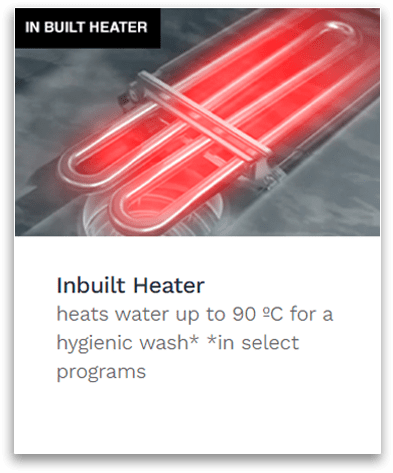 IN BUILT HEATER
Inbuilt Heater
heats water up to 90 ºC for a
hygienic wash* *in select
programs